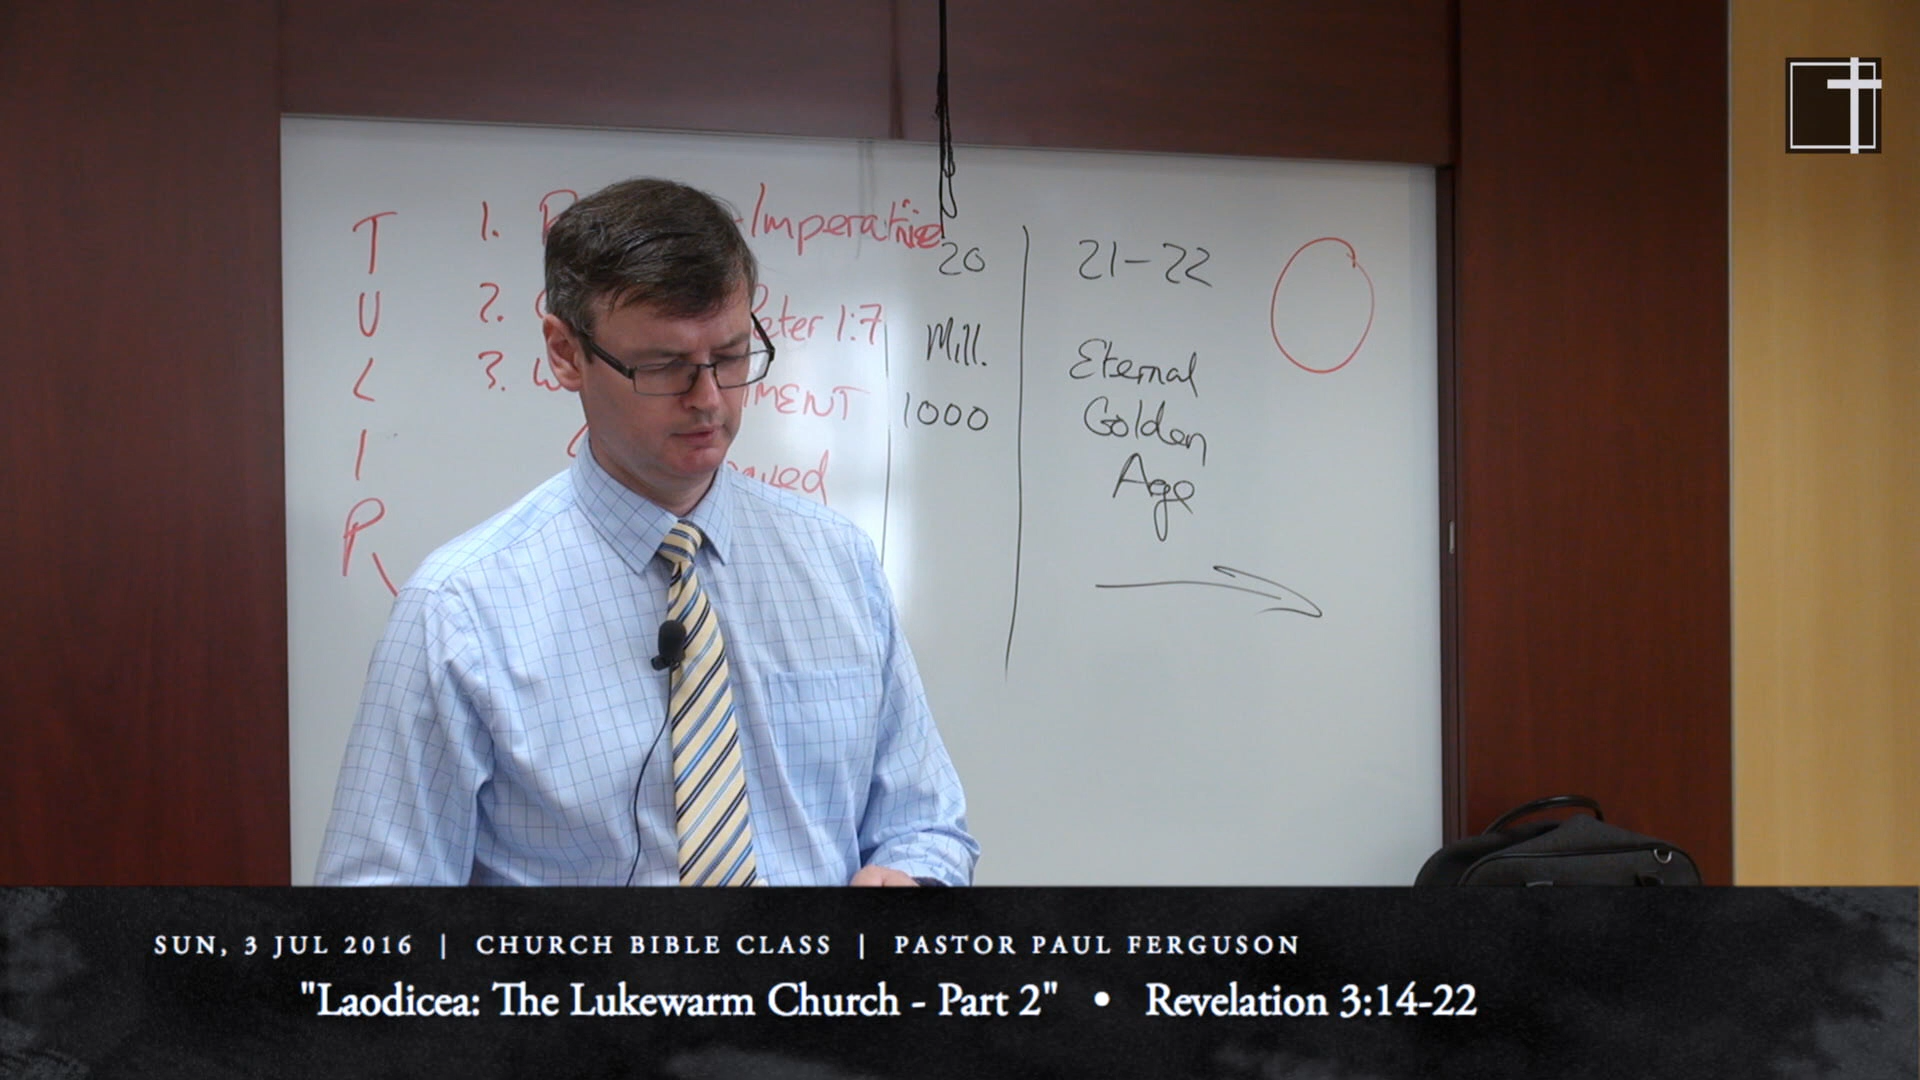 T
U
L
I
P
1. -Imperative
2. Peter 1:7
3. W
20
Mill.
1000
21-22
Eternal
Golden
Age
SUN, 3 JUL 2016 | CHURCH BIBLE CLASS | PASTOR PAUL FERGUSON
"Laodicea: The Lukewarm Church - Part 2" • Revelation 3:14-22